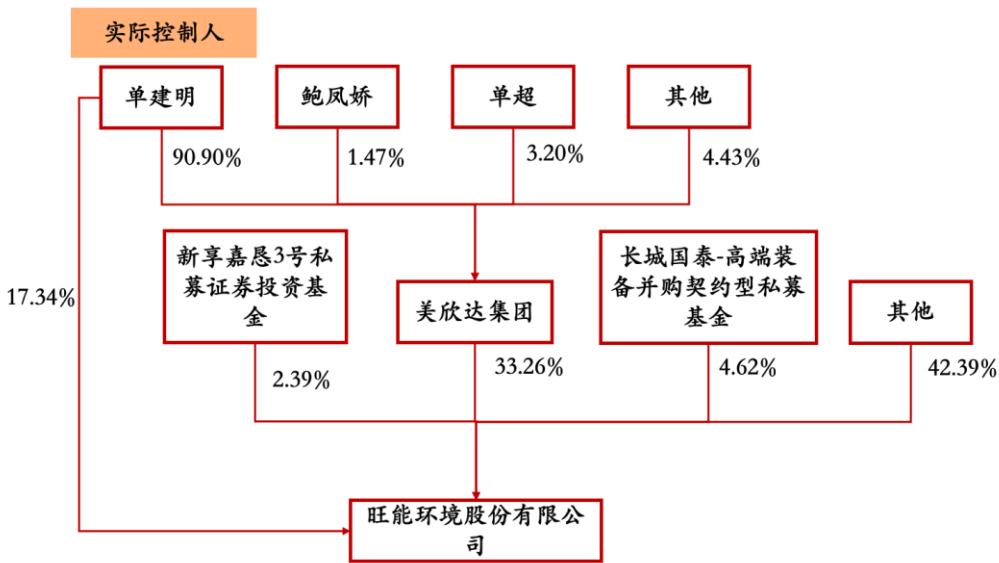 实际控制人
单建明
鲍凤娇
单超
其他
90.90%
1.47%
3.20%
4.43%
新享嘉恳3号私
募证券投资基
金
美欣达集团
长城国泰-高端装
备并购契约型私募
基金
其他
17.34%
2.39%
33.26%
4.62%
42.39%
旺能环境股份有限公
司